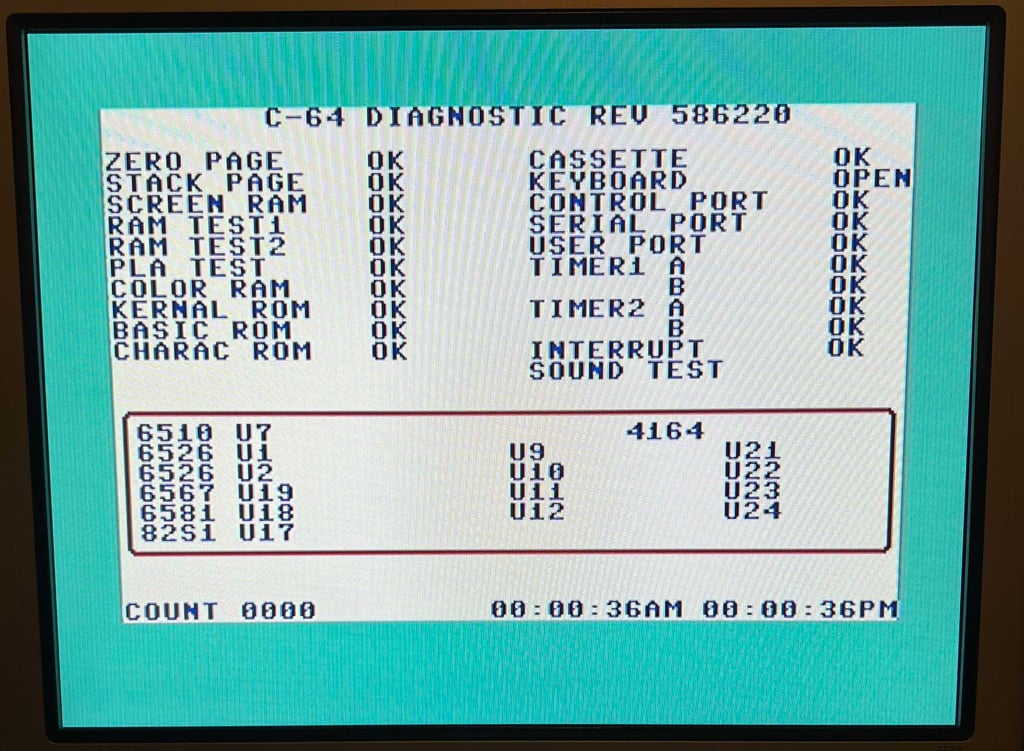 C-64 DIAGNOSTIC REV 586220
ZERO PAGE OK CASSETTE OK
STACK PAGE OK KEYBOARD OPEN
SCREEN RAM OK CONTROL PORT OK
RAM TEST1 OK SERIAL PORT OK
RAM TEST2 OK USER PORT OK
PLA TEST OK TIMER1 A OK
COLOR RAM OK B OK
KERNAL ROM OK TIMER2 A OK
BASIC ROM OK B OK
CHARAC ROM OK INTERRUPT OK
SOUND TEST
6510 U7 4164
6526 U1 U9 U21
6526 U2 U10 U22
6567 U19 U11 U23
6581 U18 U12 U24
82S1 U17
COUNT 0000 00:00:36AM 00:00:36PM